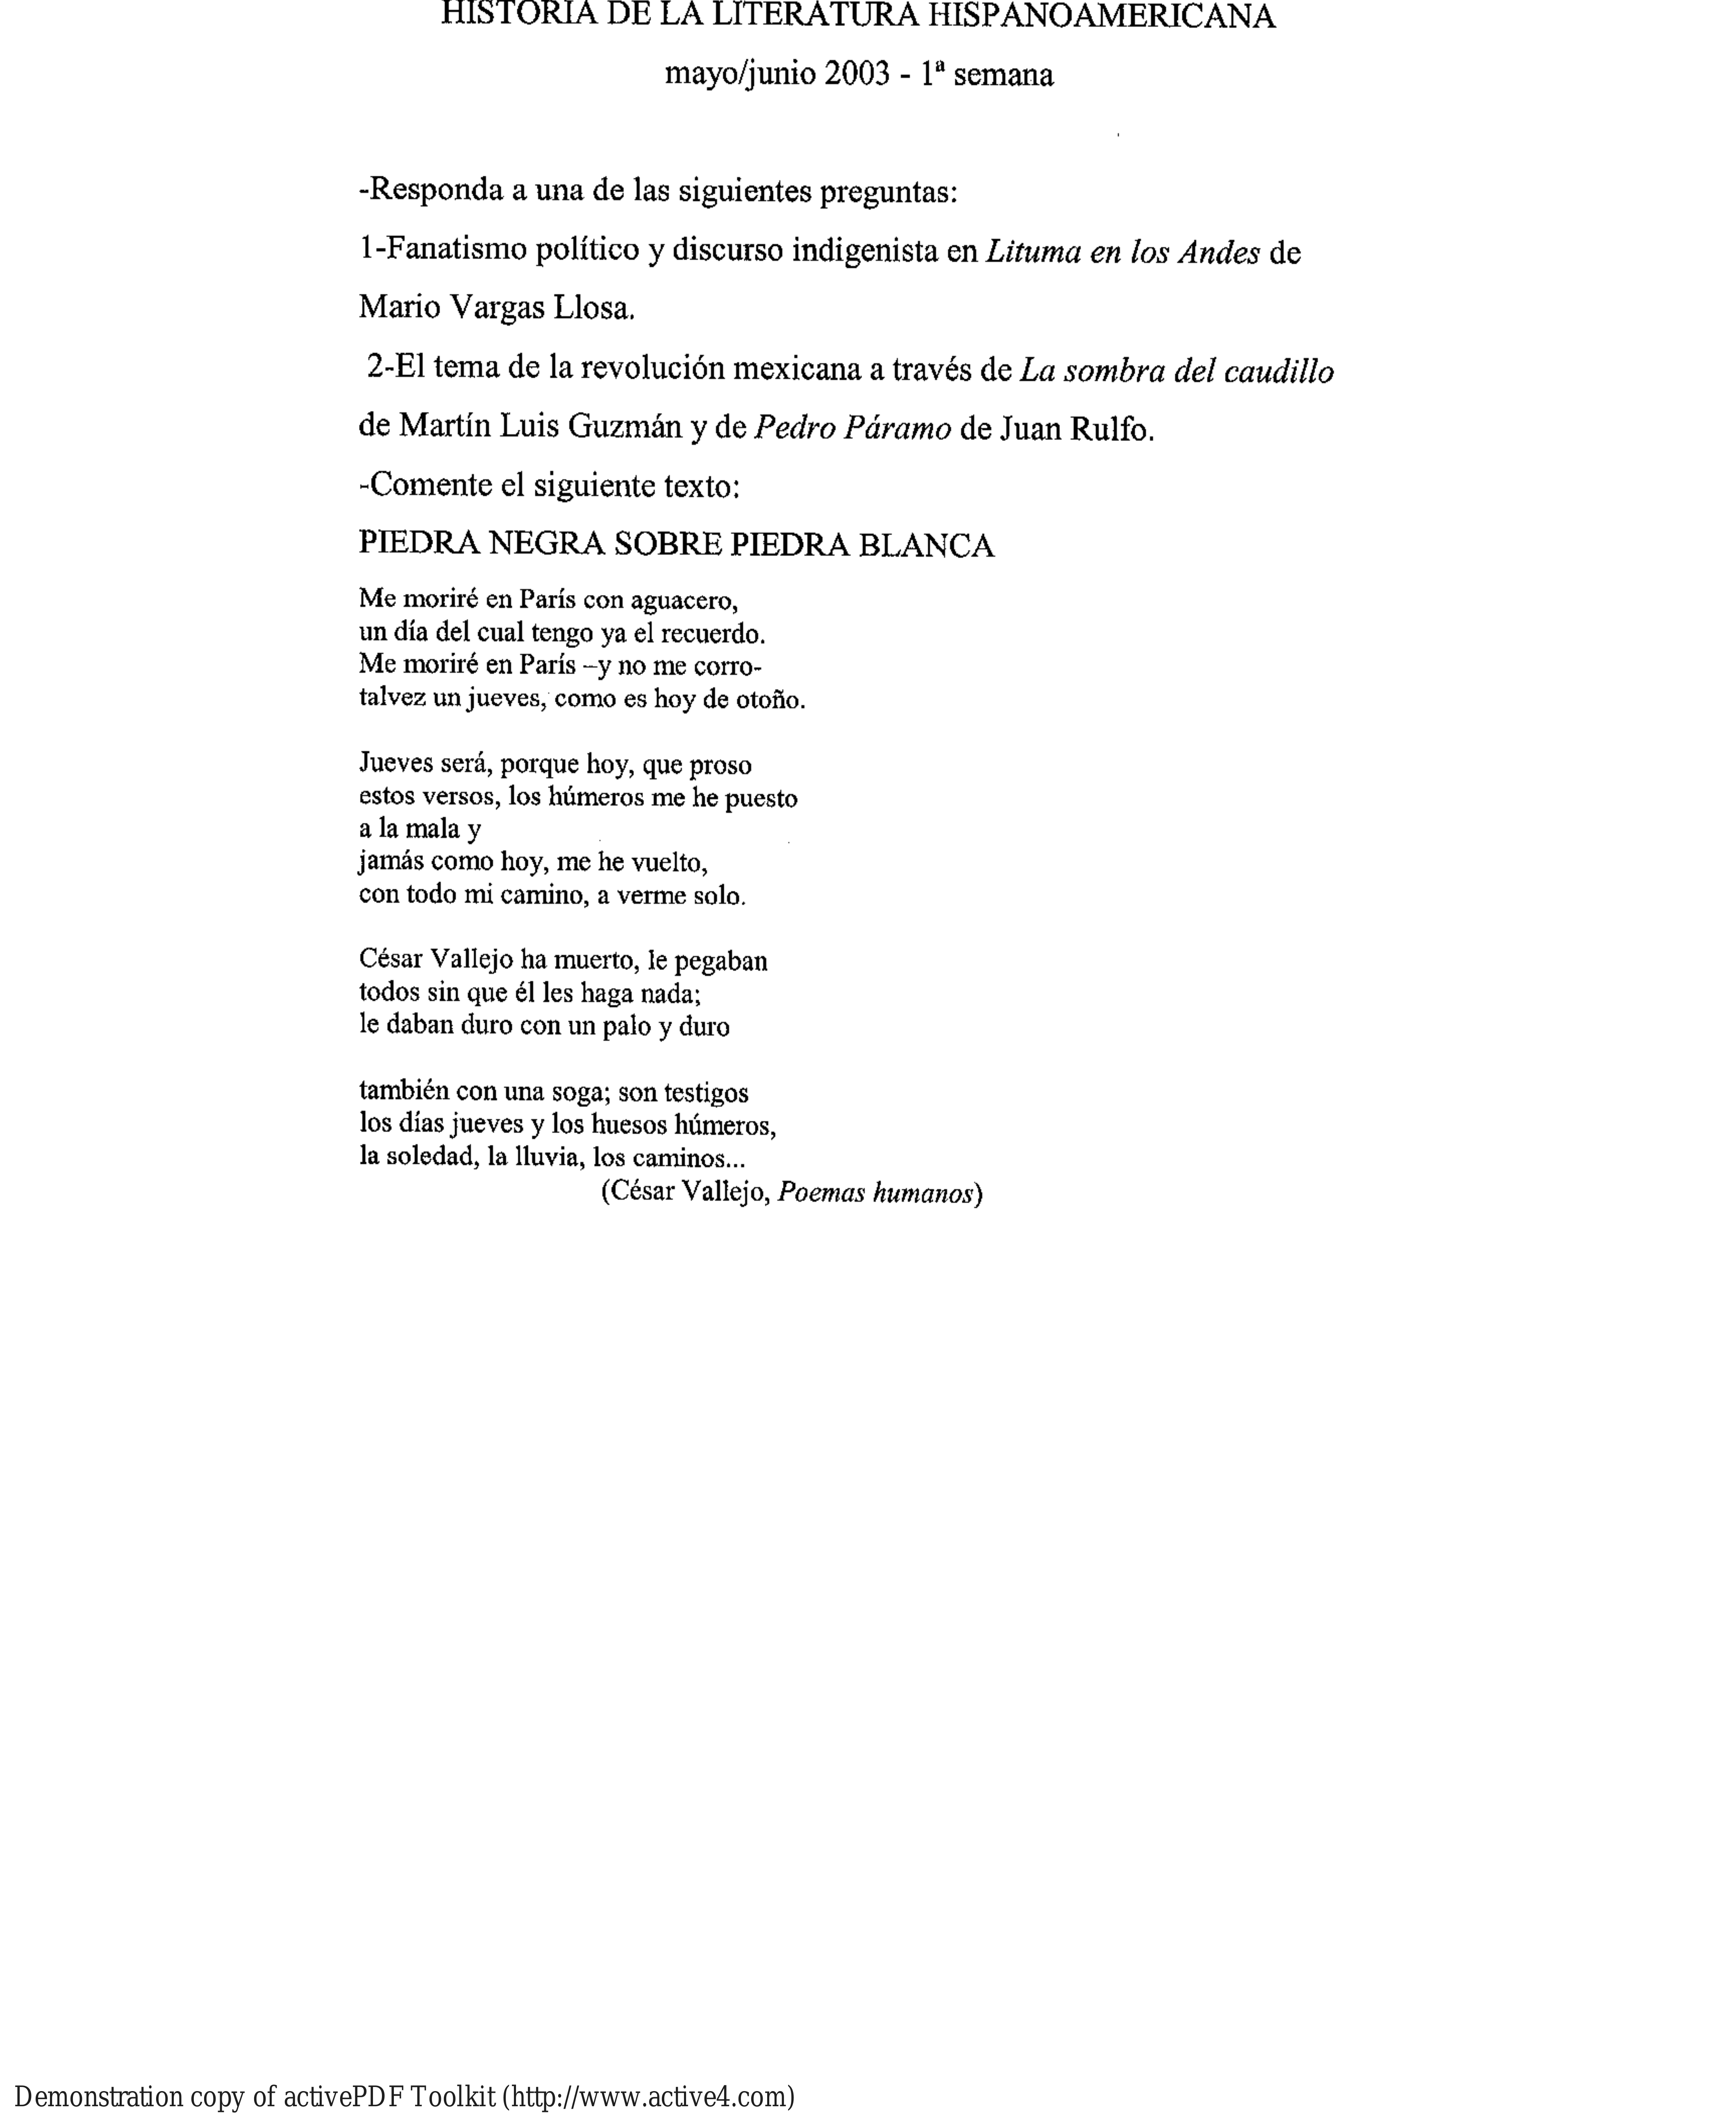 HISTORIA DE LA LITERATURA HISPANOAMERICANA
mayo/junio 2003 - 1ª semana
-Responda a una de las siguientes preguntas:
1-Fanatismo político y discurso indigenista en Lituma en los Andes de
Mario Vargas Llosa.
2-El tema de la revolución mexicana a través de La sombra del caudillo
de Martín Luis Guzmán y de Pedro Páramo de Juan Rulfo.
-Comente el siguiente texto:
PIEDRA NEGRA SOBRE PIEDRA BLANCA
Me moriré en París con aguacero,
un día del cual tengo ya el recuerdo.
Me moriré en París –y no me corro-
talvez un jueves, como es hoy de otoño.
Jueves será, porque hoy, que proso
estos versos, los húmeros me he puesto
a la mala y
jamás como hoy, me he vuelto,
con todo mi camino, a verme solo.
César Vallejo ha muerto, le pegaban
todos sin que él les haga nada;
le daban duro con un palo y duro
también con una soga; son testigos
los días jueves y los huesos húmeros,
la soledad, la lluvia, los caminos...
(César Vallejo, Poemas humanos)
Demonstration copy of activePDF Toolkit (http://www.active4.com)